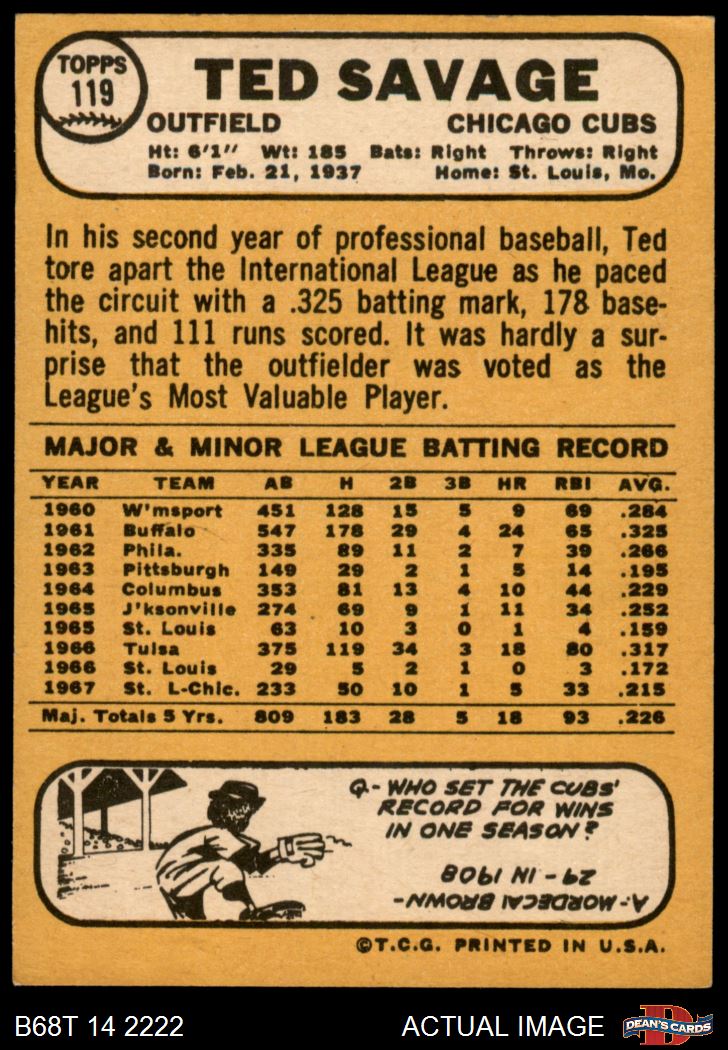 TOPPS
119
TED SAVAGE
OUTFIELD CHICAGO CUBS
Ht: 6'1" Wt: 185 Bats: Right Throws: Right
Born: Feb. 21, 1937 Home: St. Louis, Mo.
In his second year of professional baseball, Ted
tore apart the International League as he paced
the circuit with a .325 batting mark, 178 base-
hits, and 111 runs scored. It was hardly a sur-
prise that the outfielder was voted as the
League's Most Valuable Player.
MAJOR & MINOR LEAGUE BATTING RECORD
YEAR TEAM AB H 2B 3B HR RBI AVG.
1960 W'msport 451 128 15 5 9 69 .284
1961 Buffalo 547 178 29 4 24 65 .325
1962 Phila. 335 89 11 2 7 39 .266
1963 Pittsburgh 149 29 2 1 5 14 .195
1964 Columbus 353 81 13 4 10 44 .229
1965 J'ksonville 274 69 9 1 11 34 .252
1965 St. Louis 63 10 3 0 1 4 .159
1966 Tulsa 375 119 34 3 18 80 .317
1966 St. Louis 29 5 2 1 0 3 .172
1967 St. L-Chic. 233 50 10 1 5 33 .215
Maj. Totals 5 Yrs. 809 183 28 5 18 93 .226
Q- WHO SET THE CUBS'
RECORD FOR WINS
IN ONE SEASON?
A- MORDECAI BROWN-
29 - IN 1908
©T.C.G. PRINTED IN U.S.A.
B68T 14 2222 ACTUAL IMAGE D DEAN'S CARDS